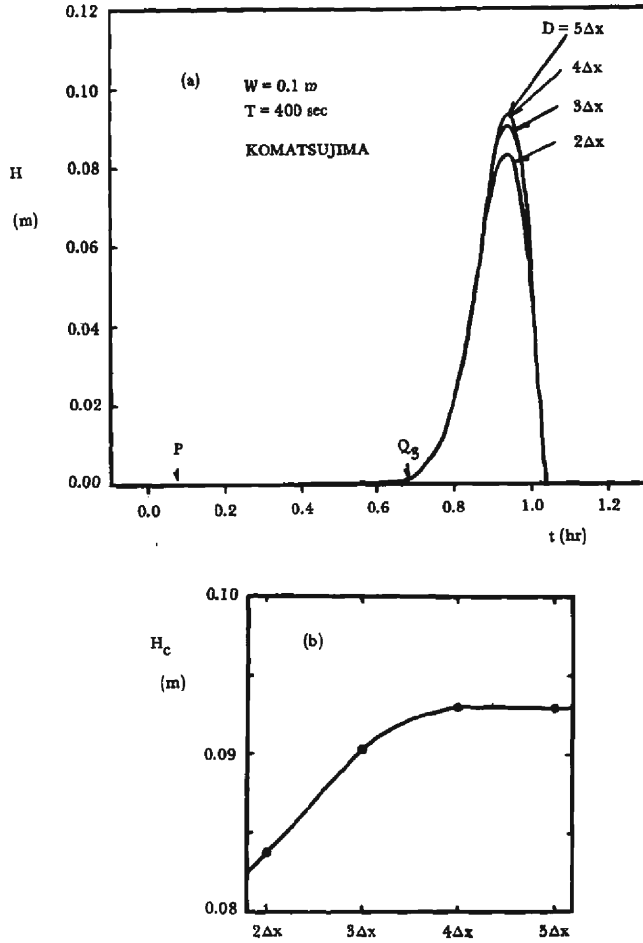 0.12
D = 5Δx
(a)
W = 0.1 m
4Δx
0.10
T = 400 sec
3Δx
KOMATSUJIMA
2Δx
0.08
H
(m)
0.06
0.04
0.02
P
Q3
0.00
0.0 0.2 0.4 0.6 0.8 1.0 1.2
t (hr)
0.10
Hc
(b)
(m)
0.09
0.08
2Δx 3Δx 4Δx 5Δx